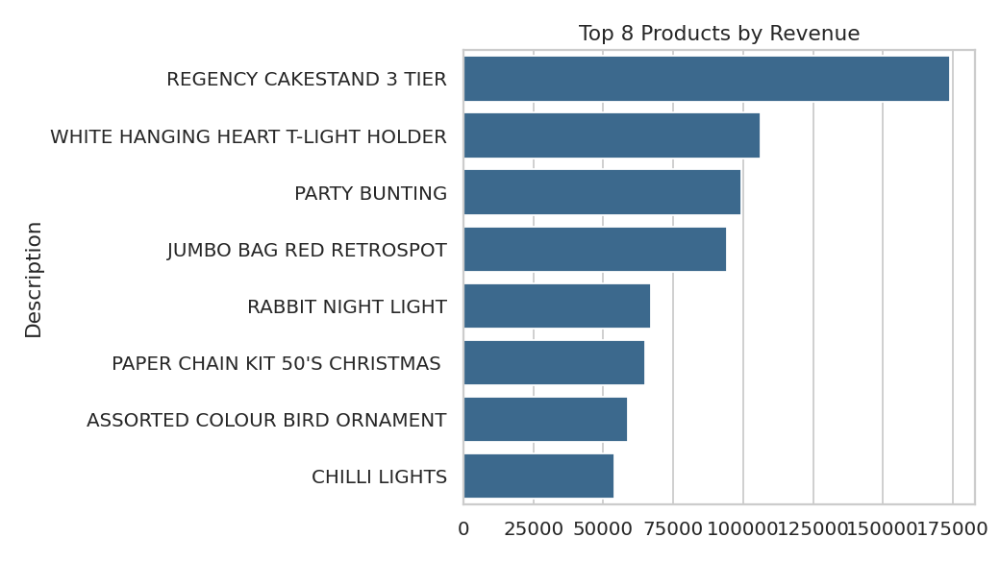 Top 8 Products by Revenue
Description
REGENCY CAKESTAND 3 TIER
WHITE HANGING HEART T-LIGHT HOLDER
PARTY BUNTING
JUMBO BAG RED RETROSPOT
RABBIT NIGHT LIGHT
PAPER CHAIN KIT 50'S CHRISTMAS
ASSORTED COLOUR BIRD ORNAMENT
CHILLI LIGHTS
0 25000 50000 75000 100000 125000 150000 175000